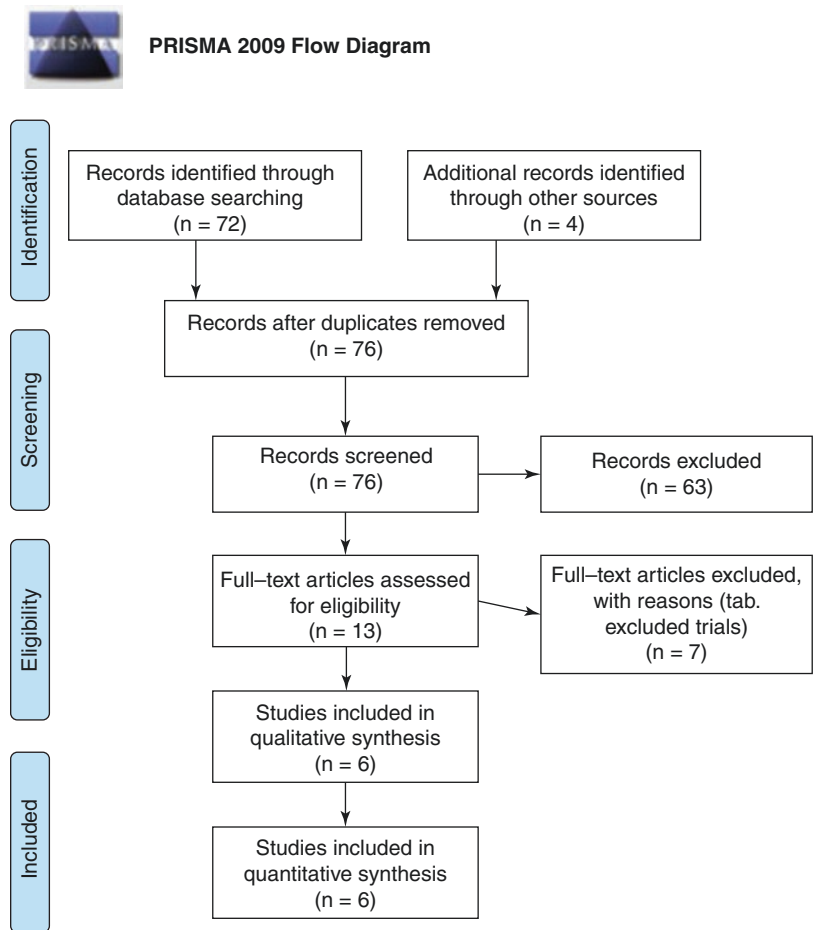 PRISMA
PRISMA 2009 Flow Diagram
Identification
Records identified through
database searching
(n = 72)
Additional records identified
through other sources
(n = 4)
Records after duplicates removed
(n = 76)
Screening
Records screened
(n = 76)
Records excluded
(n = 63)
Eligibility
Full–text articles assessed
for eligibility
(n = 13)
Full–text articles excluded,
with reasons (tab.
excluded trials)
(n = 7)
Studies included in
qualitative synthesis
(n = 6)
Included
Studies included in
quantitative synthesis
(n = 6)